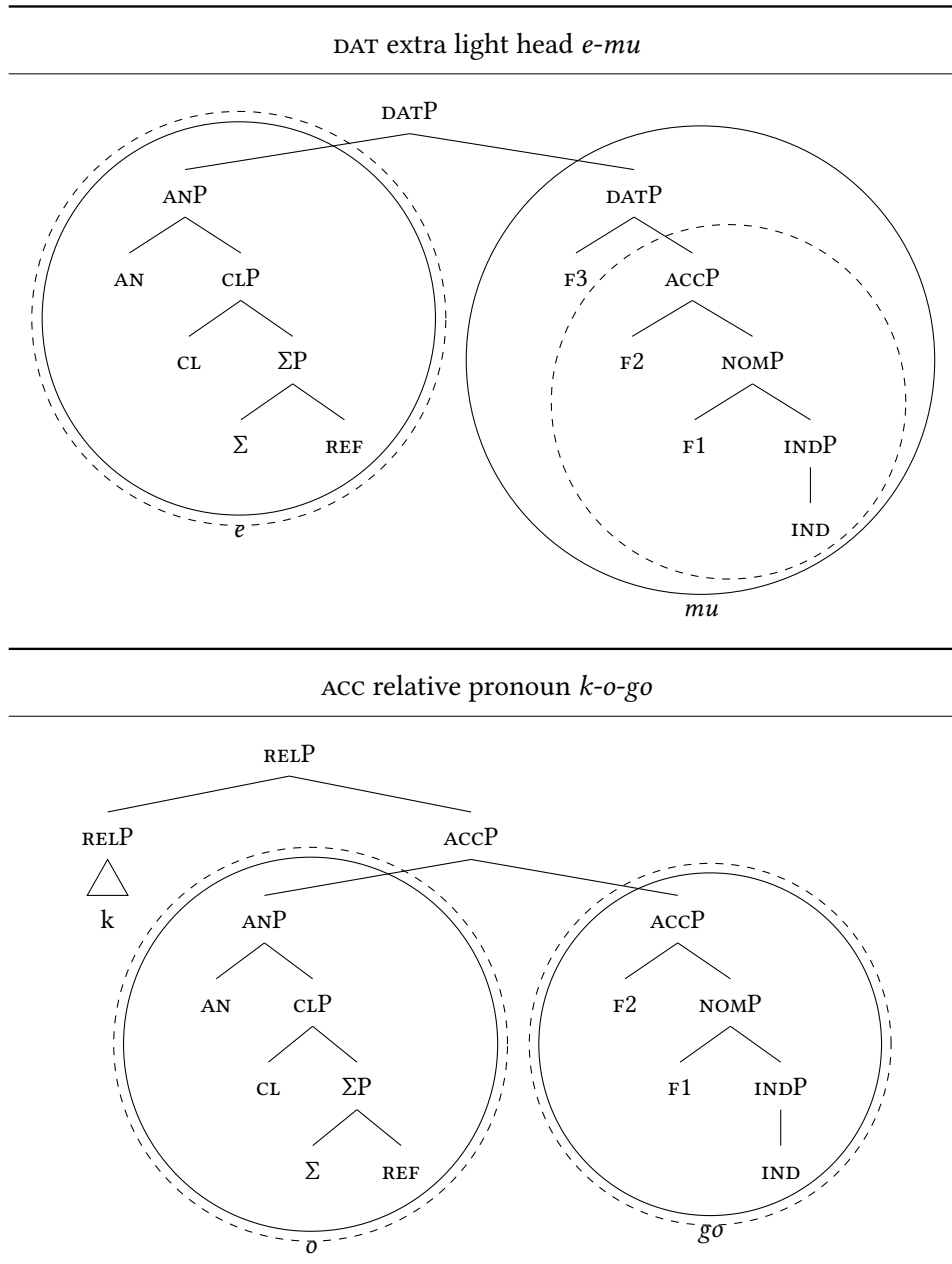 DAT extra light head e-mu
DATP
ANP DATP
AN CLP F3 ACCP
CL ΣP F2 NOMP
Σ REF F1 INDP
e IND
mu
ACC relative pronoun k-o-go
RELP
RELP ACCP
k ANP ACCP
AN CLP F2 NOMP
CL ΣP F1 INDP
Σ REF IND
o go